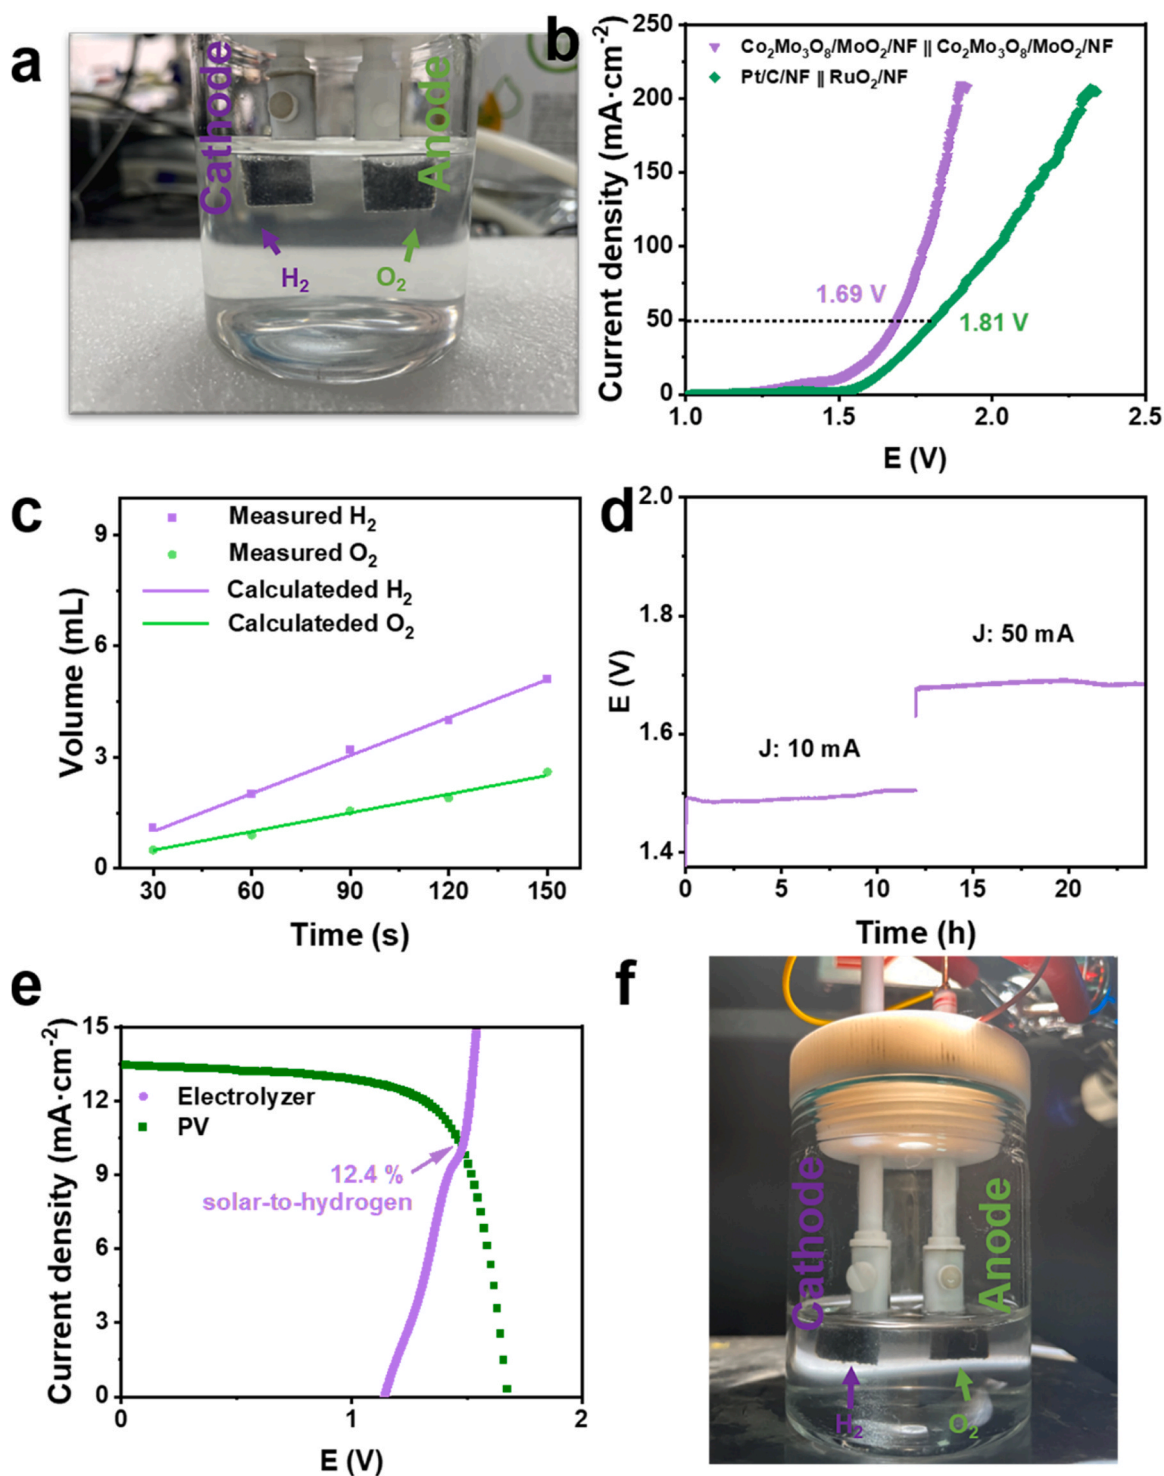 a
Cathode
Anode
H₂
O₂
b
Current density (mA·cm⁻²)
250
200
150
100
50
0
Co₂Mo₃O₈/MoO₂/NF || Co₂Mo₃O₈/MoO₂/NF
Pt/C/NF || RuO₂/NF
1.69 V
1.81 V
1.0
1.5
2.0
2.5
E (V)
c
Volume (mL)
9
6
3
0
Measured H₂
Measured O₂
Calculateded H₂
Calculateded O₂
30
60
90
120
150
Time (s)
d
E (V)
2.0
1.8
1.6
1.4
J: 50 mA
J: 10 mA
0
5
10
15
20
Time (h)
e
Current density (mA·cm⁻²)
15
12
9
6
3
0
Electrolyzer
PV
12.4 %
solar-to-hydrogen
0
1
2
E (V)
f
Cathode
Anode
H₂
O₂